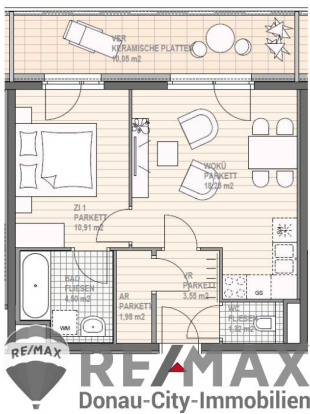 VER
KERAMISCHE PLATTEN
10,05 m2
WOKÜ
PARKETT
18,25 m2
ZI 1
PARKETT
10,91 m2
BAD
FLIESEN
4,50 m2
VR
PARKETT
3,55 m2
AR
PARKETT
1,98 m2
GS
WC
FLIESEN
1,32 m2
WM
RE/MAX
RE/MAX
Donau-City-Immobilien